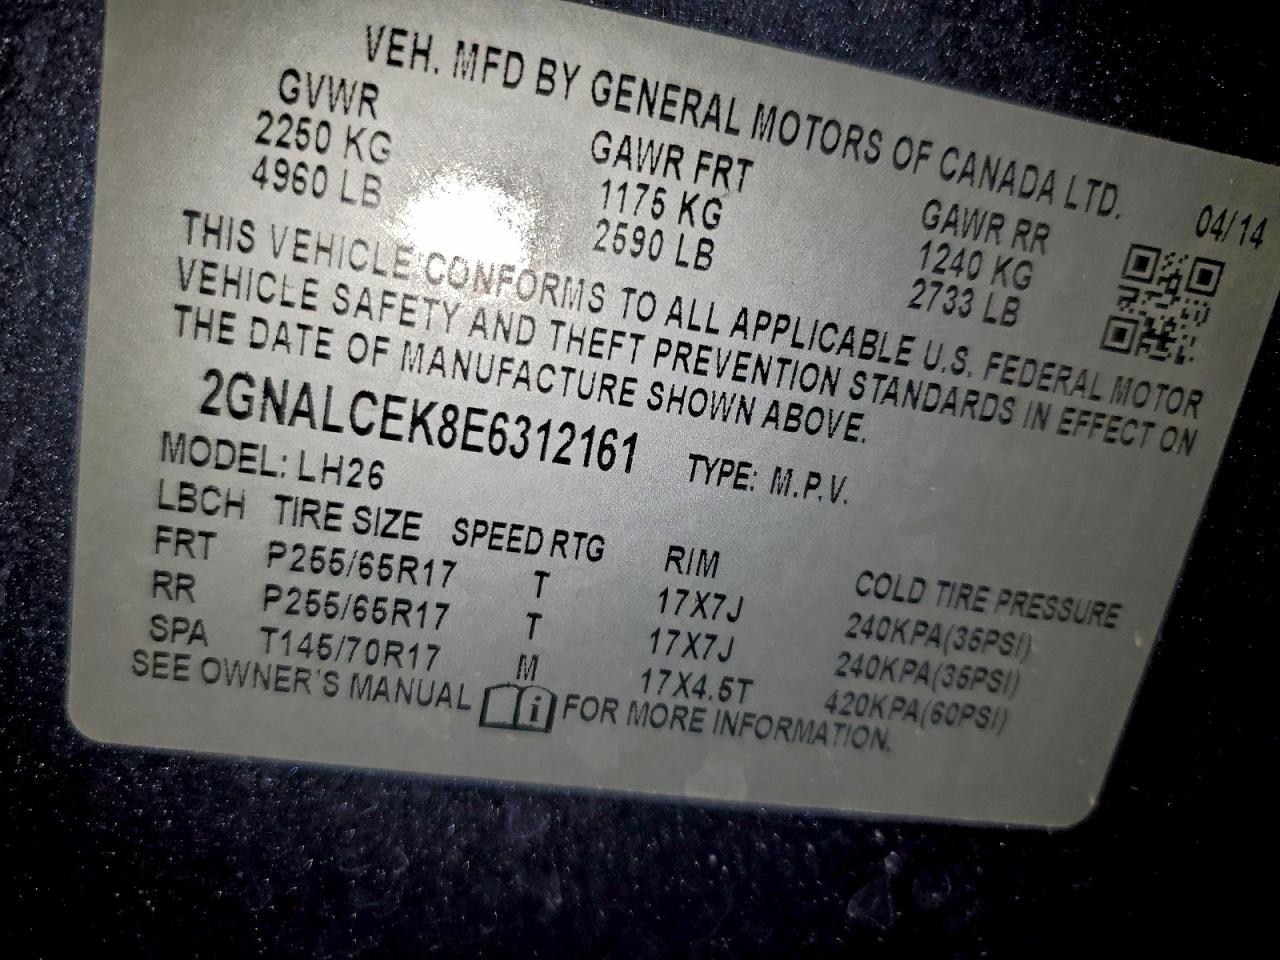 VEH. MFD BY GENERAL MOTORS OF CANADA LTD. 04/14
GVWR GAWR FRT GAWR RR
2250 KG 1175 KG 1240 KG
4960 LB 2590 LB 2733 LB
THIS VEHICLE CONFORMS TO ALL APPLICABLE U.S. FEDERAL MOTOR
VEHICLE SAFETY AND THEFT PREVENTION STANDARDS IN EFFECT ON
THE DATE OF MANUFACTURE SHOWN ABOVE.
2GNALCEK8E6312161 TYPE: M.P.V.
MODEL: LH26
LBCH TIRE SIZE SPEED RTG RIM COLD TIRE PRESSURE
FRT P255/65R17 T 17X7J 240KPA(35PSI)
RR P255/65R17 T 17X7J 240KPA(35PSI)
SPA T145/70R17 M 17X4.5T 420KPA(60PSI)
SEE OWNER'S MANUAL i FOR MORE INFORMATION.